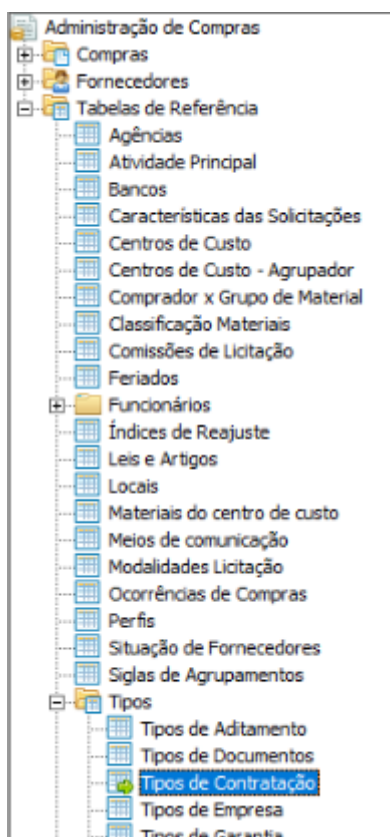 Administração de Compras
Compras
Fornecedores
Tabelas de Referência
Agências
Atividade Principal
Bancos
Características das Solicitações
Centros de Custo
Centros de Custo - Agrupador
Comprador x Grupo de Material
Classificação Materiais
Comissões de Licitação
Feriados
Funcionários
Índices de Reajuste
Leis e Artigos
Locais
Materiais do centro de custo
Meios de comunicação
Modalidades Licitação
Ocorrências de Compras
Perfis
Situação de Fornecedores
Siglas de Agrupamentos
Tipos
Tipos de Aditamento
Tipos de Documentos
Tipos de Contratação
Tipos de Empresa
Tipos de Garantia